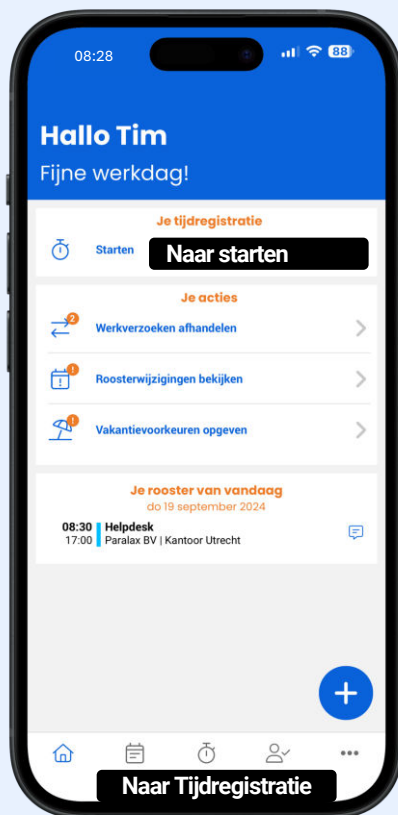 08:28 88
Hallo Tim
Fijne werkdag!
Je tijdregistratie
Starten Naar starten
Je acties
2
Werkverzoeken afhandelen
!
Roosterwijzigingen bekijken
!
Vakantievoorkeuren opgeven
Je rooster van vandaag
do 19 september 2024
08:30 Helpdesk
17:00 Paralax BV | Kantoor Utrecht
Naar Tijdregistratie